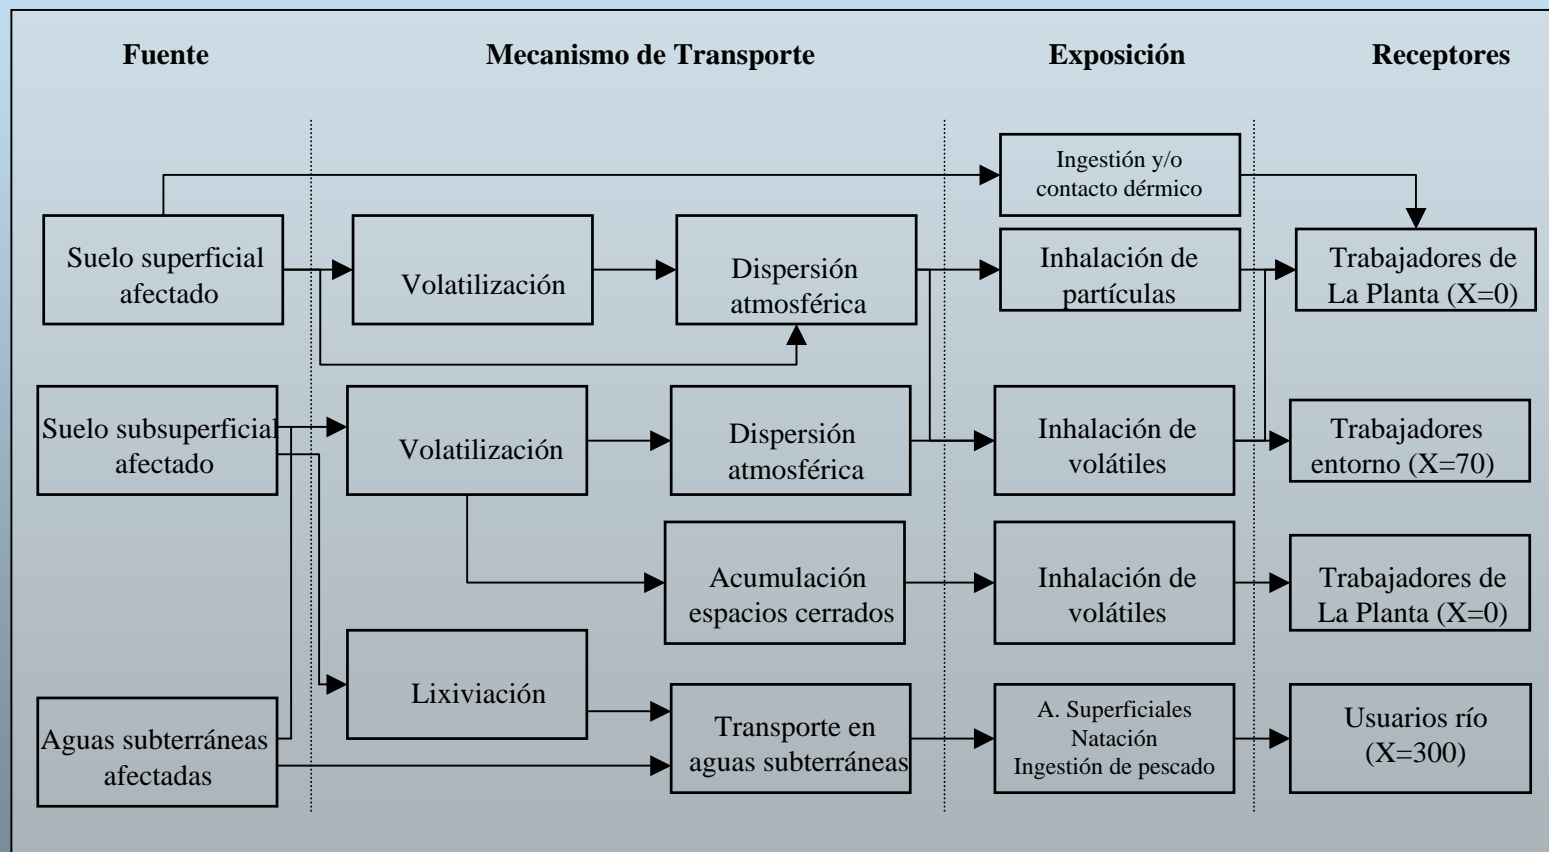 Fuente
Mecanismo de Transporte
Exposición
Receptores
Ingestión y/o
contacto dérmico
Suelo superficial
afectado
Volatilización
Dispersión
atmosférica
Inhalación de
partículas
Trabajadores de
La Planta (X=0)
Suelo subsuperficial
afectado
Volatilización
Dispersión
atmosférica
Inhalación de
volátiles
Trabajadores
entorno (X=70)
Acumulación
espacios cerrados
Inhalación de
volátiles
Trabajadores de
La Planta (X=0)
Lixiviación
Aguas subterráneas
afectadas
Transporte en
aguas subterráneas
A. Superficiales
Natación
Ingestión de pescado
Usuarios río
(X=300)